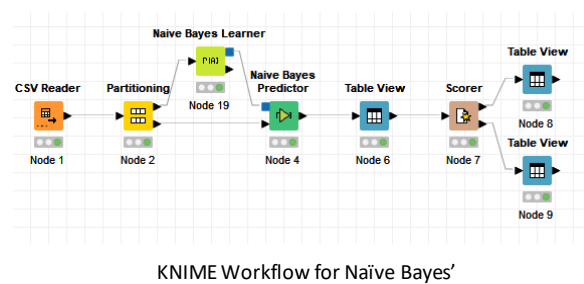 Naive Bayes Learner
Table View
CSV Reader
Partitioning
P(A|)
Naive Bayes
Predictor
Table View
Scorer
Node 19
Node 8
Table View
Node 1
Node 2
Node 4
Node 6
Node 7
Node 9
KNIME Workflow for Naïve Bayes’